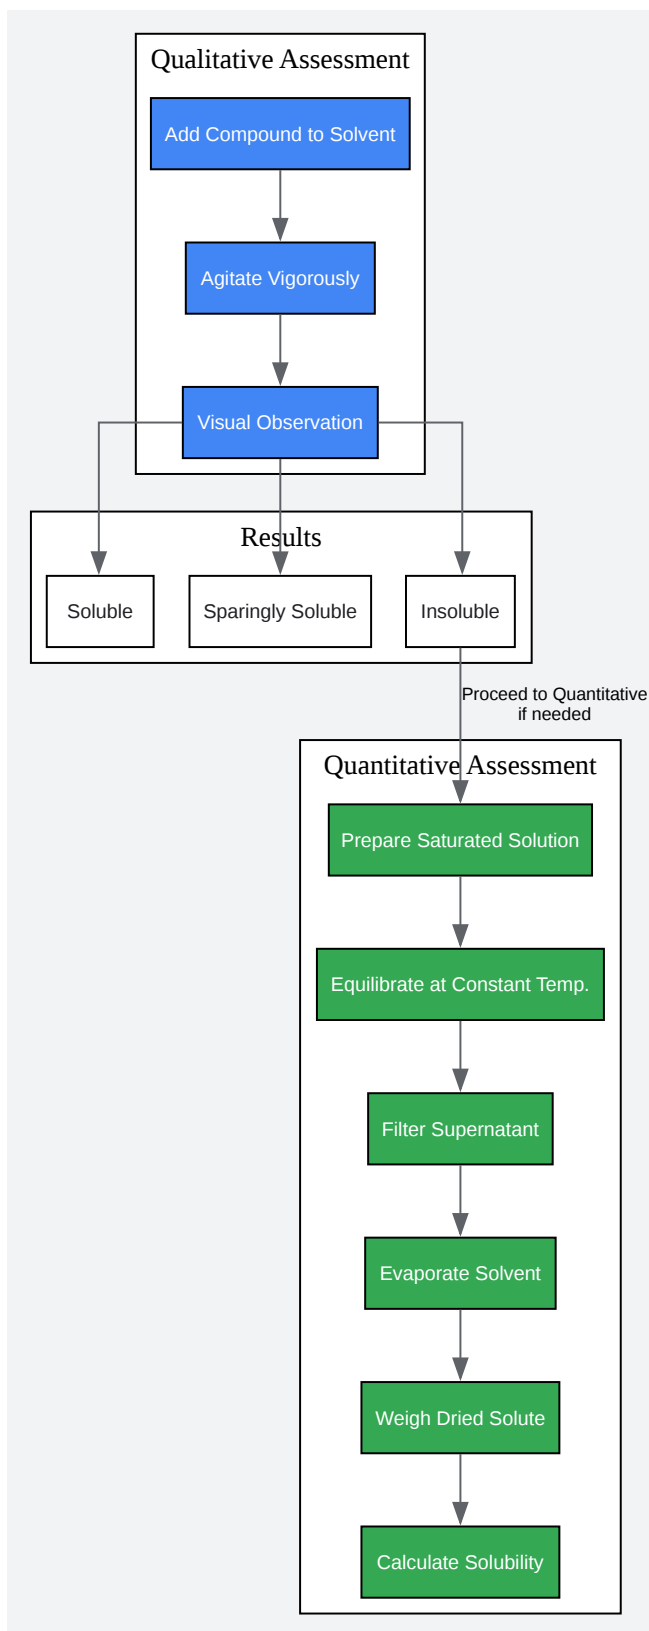 Qualitative Assessment
Add Compound to Solvent
Agitate Vigorously
Visual Observation
Results
Soluble
Sparingly Soluble
Insoluble
Proceed to Quantitative
if needed
Quantitative Assessment
Prepare Saturated Solution
Equilibrate at Constant Temp.
Filter Supernatant
Evaporate Solvent
Weigh Dried Solute
Calculate Solubility